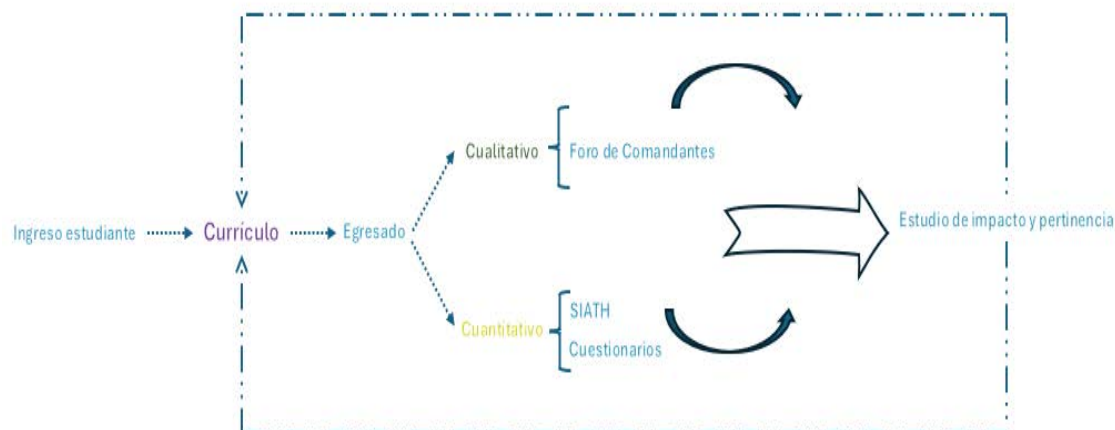 Cualitativo
Foro de Comandantes
Ingreso estudiante
Currículo
Egresado
Estudio de impacto y pertinencia
Cuantitativo
SIATH
Cuestionarios